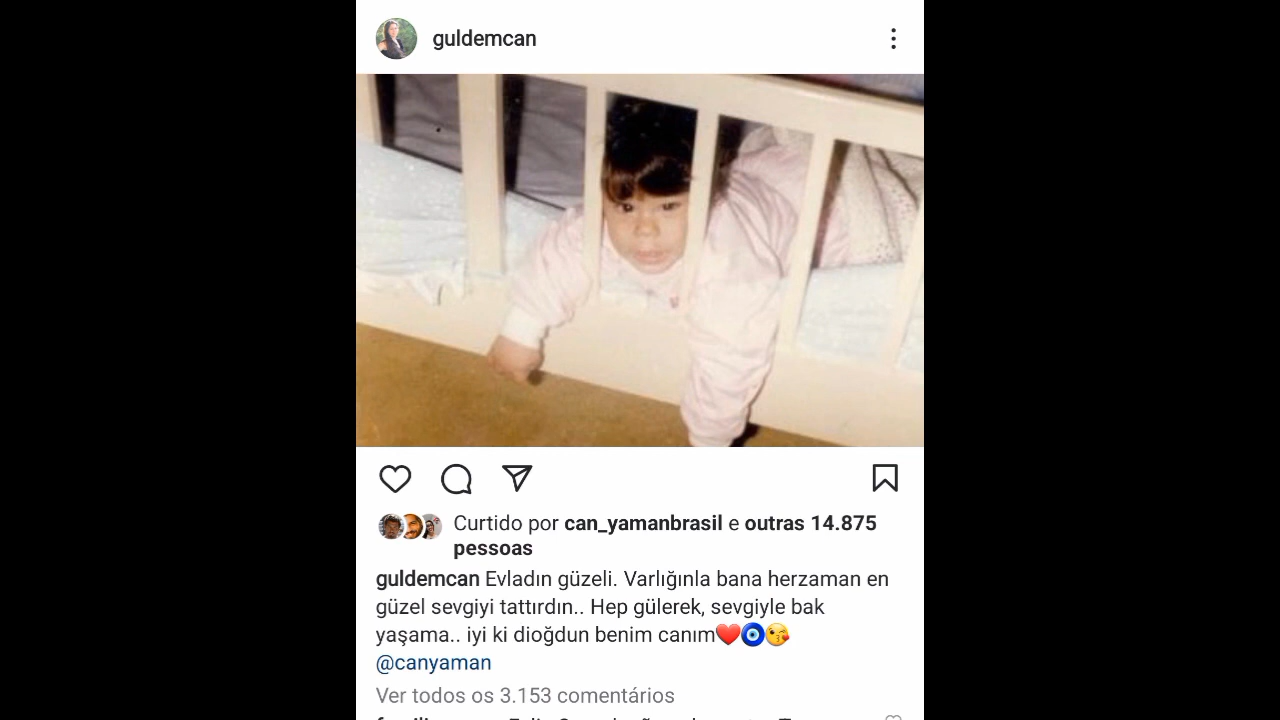 guldemcan
Curtido por can_yamanbrasil e outras 14.875
pessoas
guldemcan Evladın güzeli. Varlığınla bana herzaman en
güzel sevgiyi tattırdın.. Hep gülerek, sevgiyle bak
yaşama.. iyi ki dioğdun benim canım❤️🧿😘
@canyaman
Ver todos os 3.153 comentários